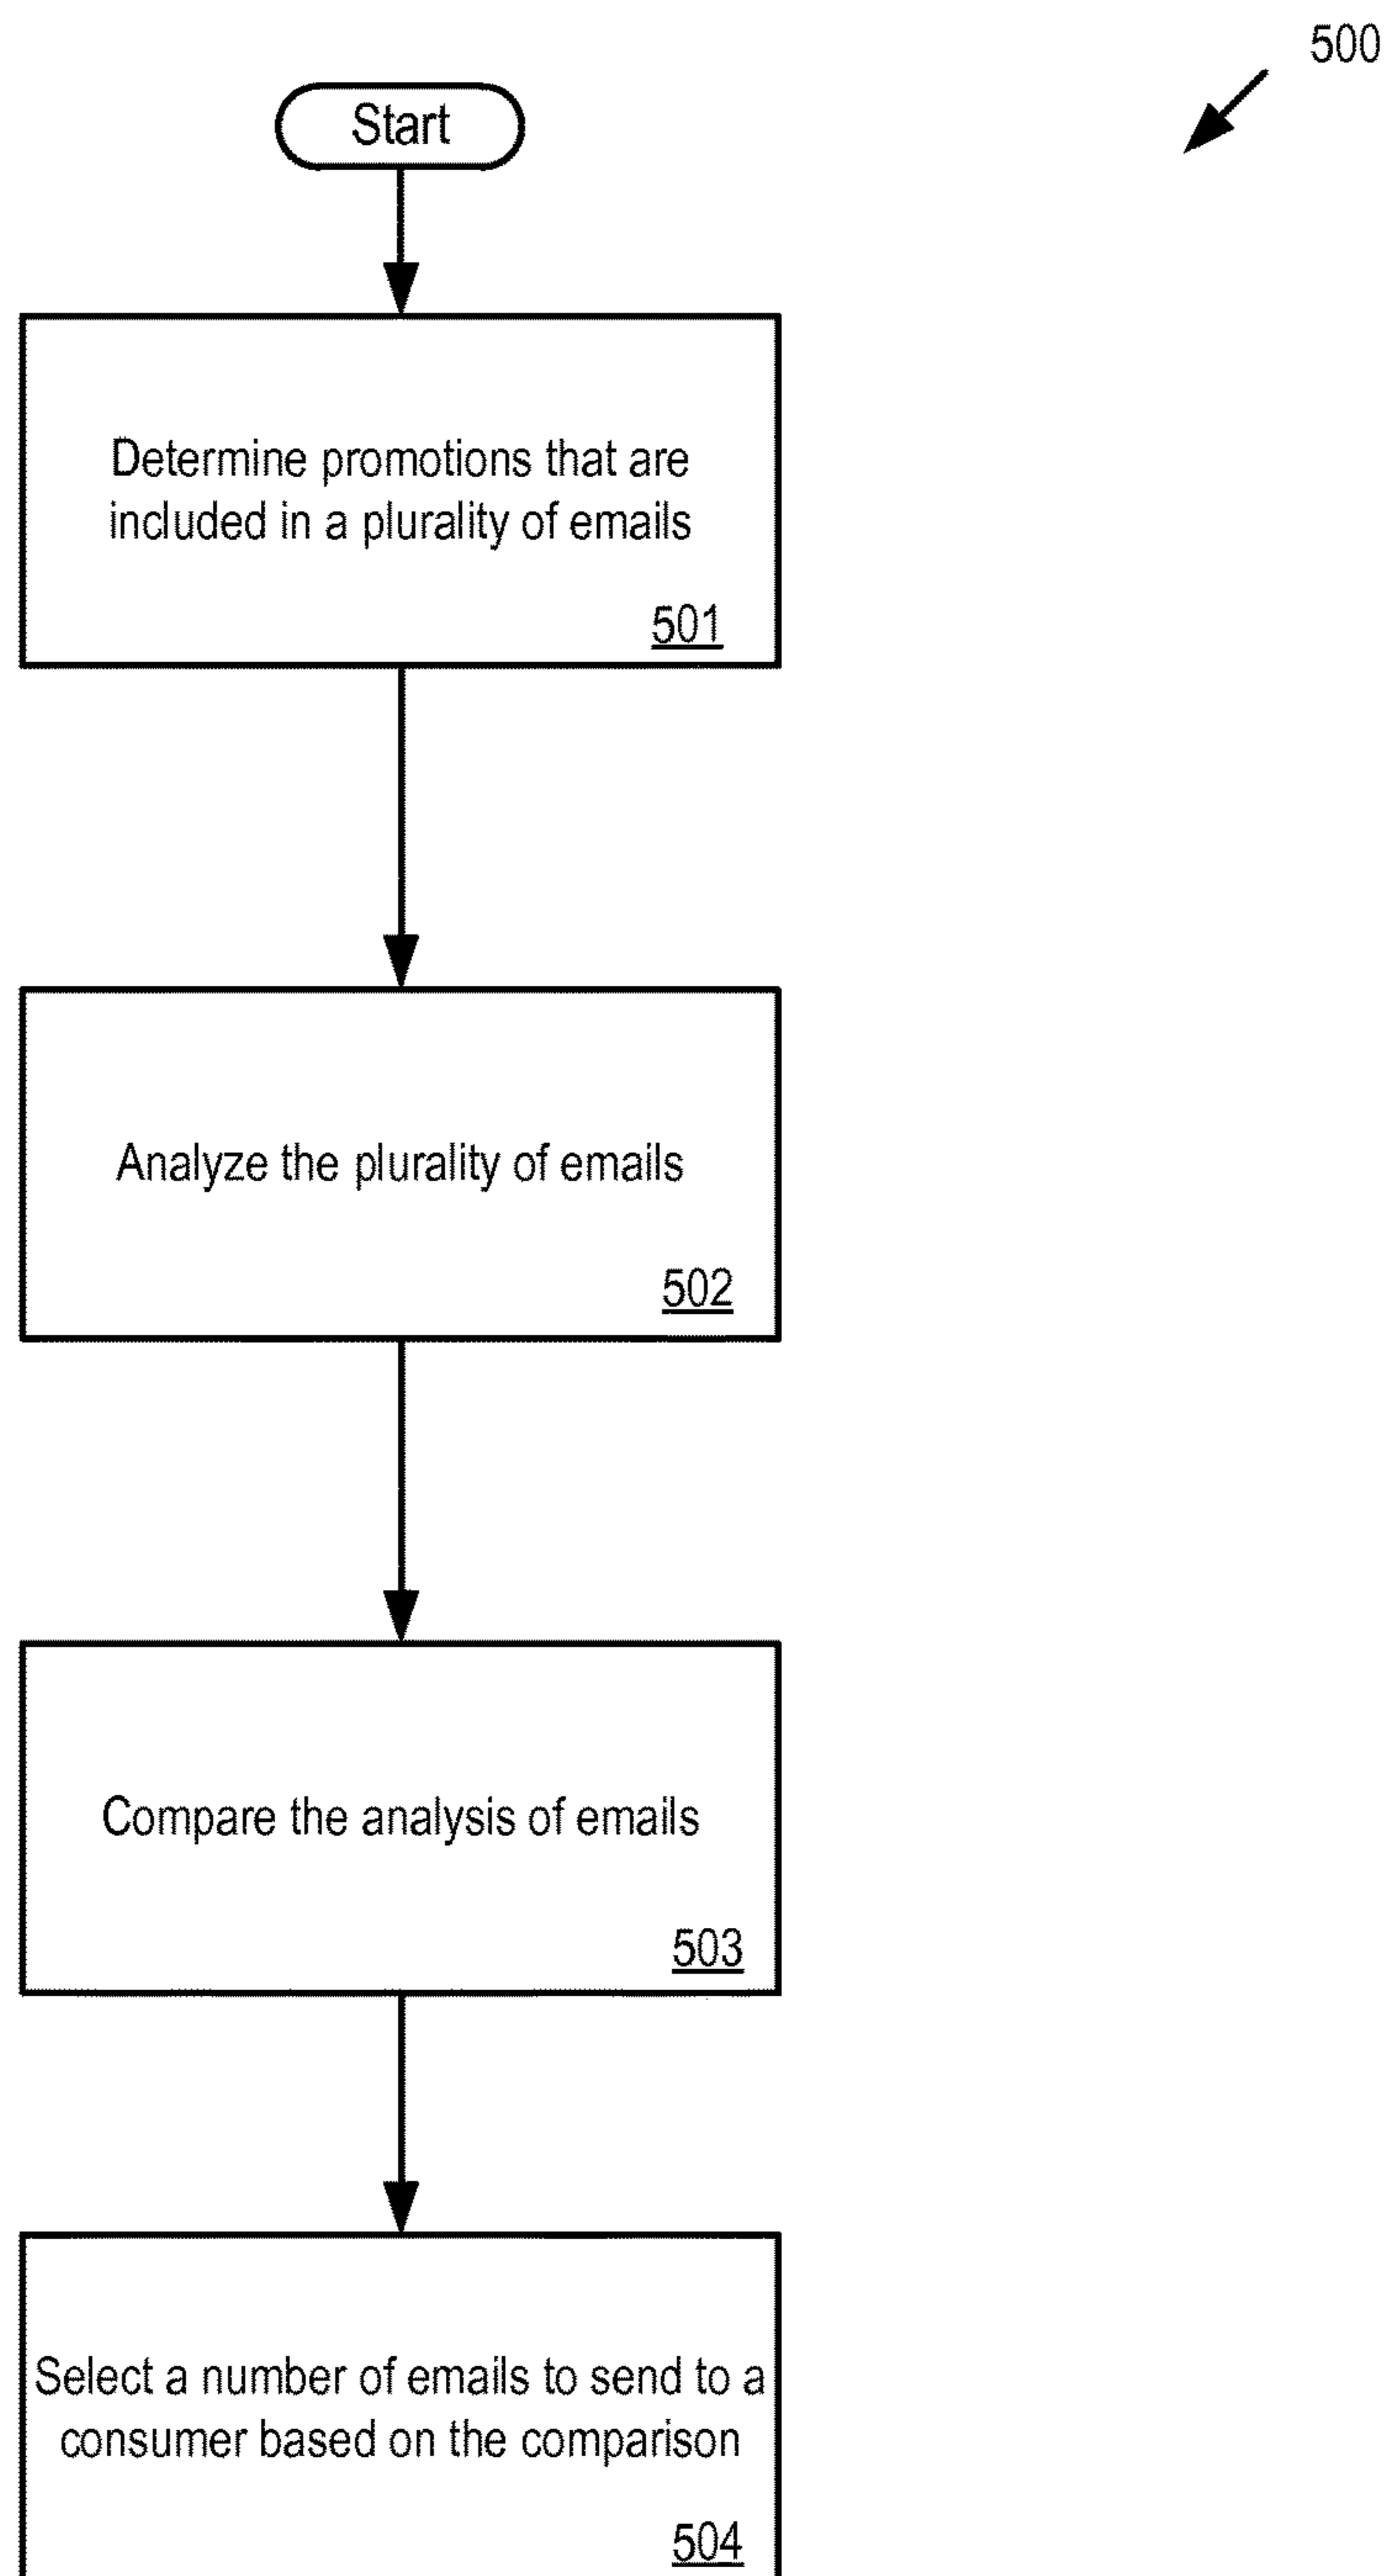 500
Start
Determine promotions that are
included in a plurality of emails
501
Analyze the plurality of emails
502
Compare the analysis of emails
503
Select a number of emails to send to a
consumer based on the comparison
504